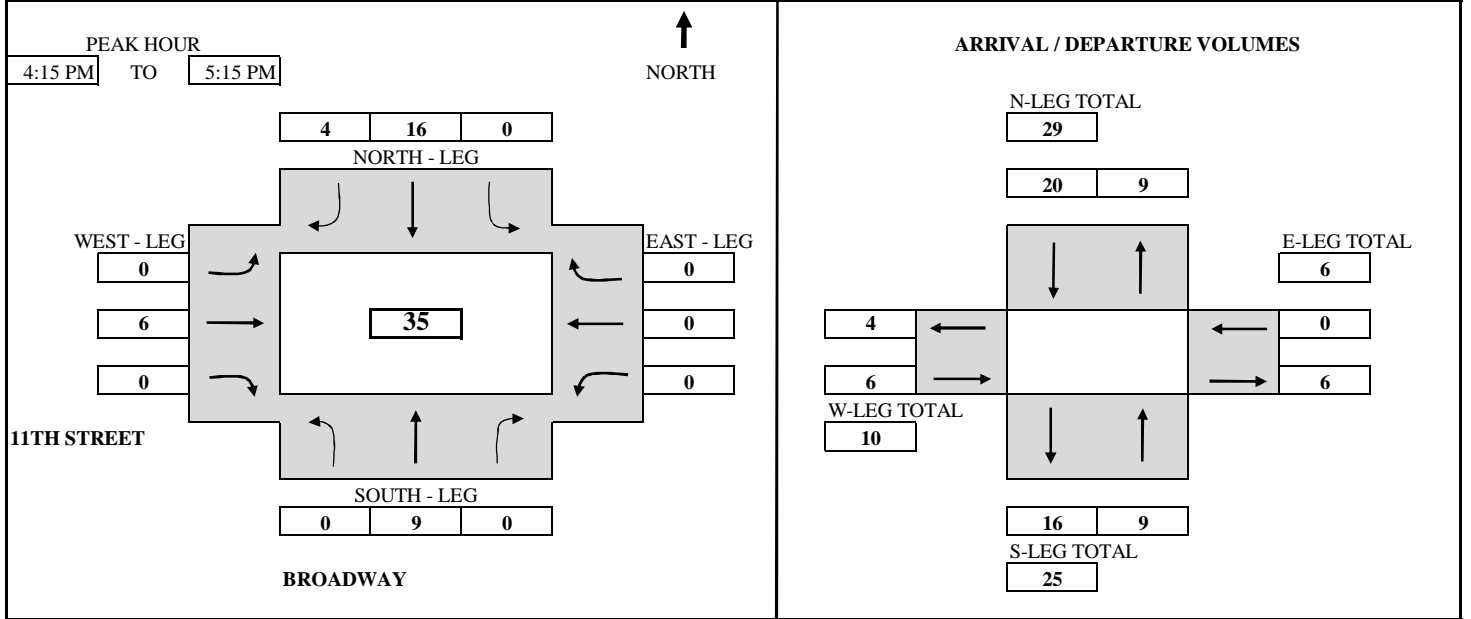 PEAK HOUR
4:15 PM TO 5:15 PM
NORTH
4 16 0
NORTH - LEG
WEST - LEG
EAST - LEG
0 0
6 35 0
0 0
11TH STREET
SOUTH - LEG
0 9 0
BROADWAY
ARRIVAL / DEPARTURE VOLUMES
N-LEG TOTAL
29
20 9
E-LEG TOTAL
6
4 0
6 6
W-LEG TOTAL
10
16 9
S-LEG TOTAL
25